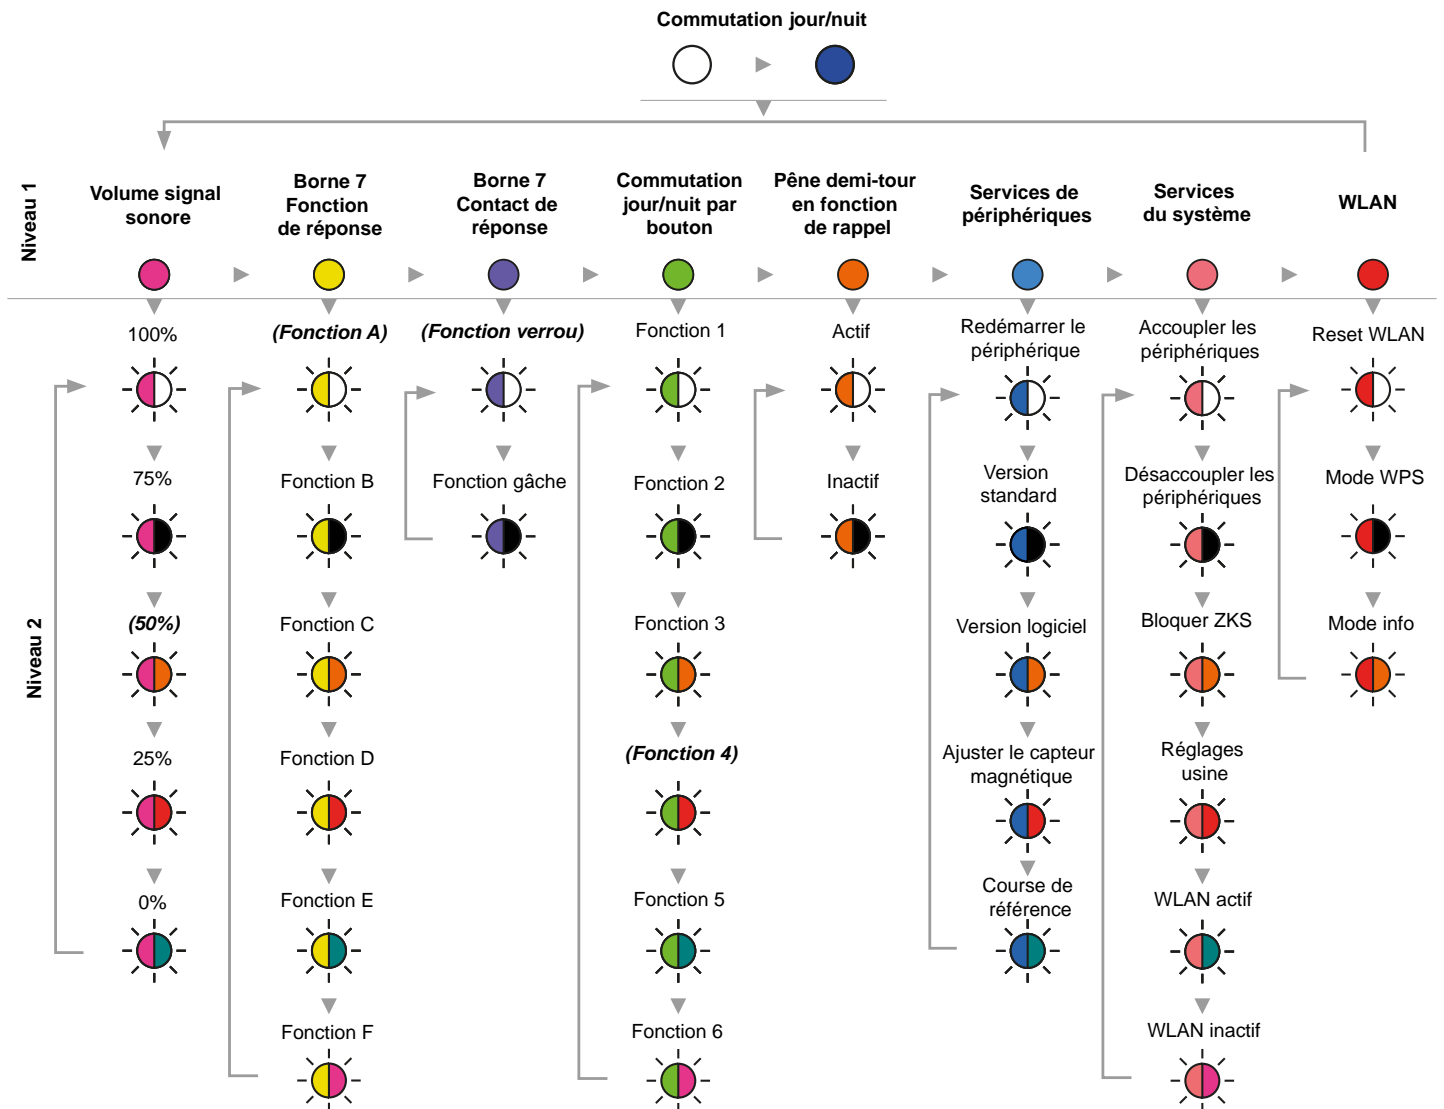 Commutation jour/nuit
Niveau 1
Volume signal
sonore
Borne 7
Fonction
de réponse
Borne 7
Contact de
réponse
Commutation
jour/nuit par
bouton
Pêne demi-tour
en fonction
de rappel
Services de
périphériques
Services
du système
WLAN
Niveau 2
100%
75%
(50%)
25%
0%
(Fonction A)
Fonction B
Fonction C
Fonction D
Fonction E
Fonction F
(Fonction verrou)
Fonction gâche
Fonction 1
Fonction 2
Fonction 3
(Fonction 4)
Fonction 5
Fonction 6
Actif
Inactif
Redémarrer le
périphérique
Version
standard
Version logiciel
Ajuster le capteur
magnétique
Course de
référence
Accoupler les
périphériques
Désaccoupler les
périphériques
Bloquer ZKS
Réglages
usine
WLAN actif
WLAN inactif
Reset WLAN
Mode WPS
Mode info